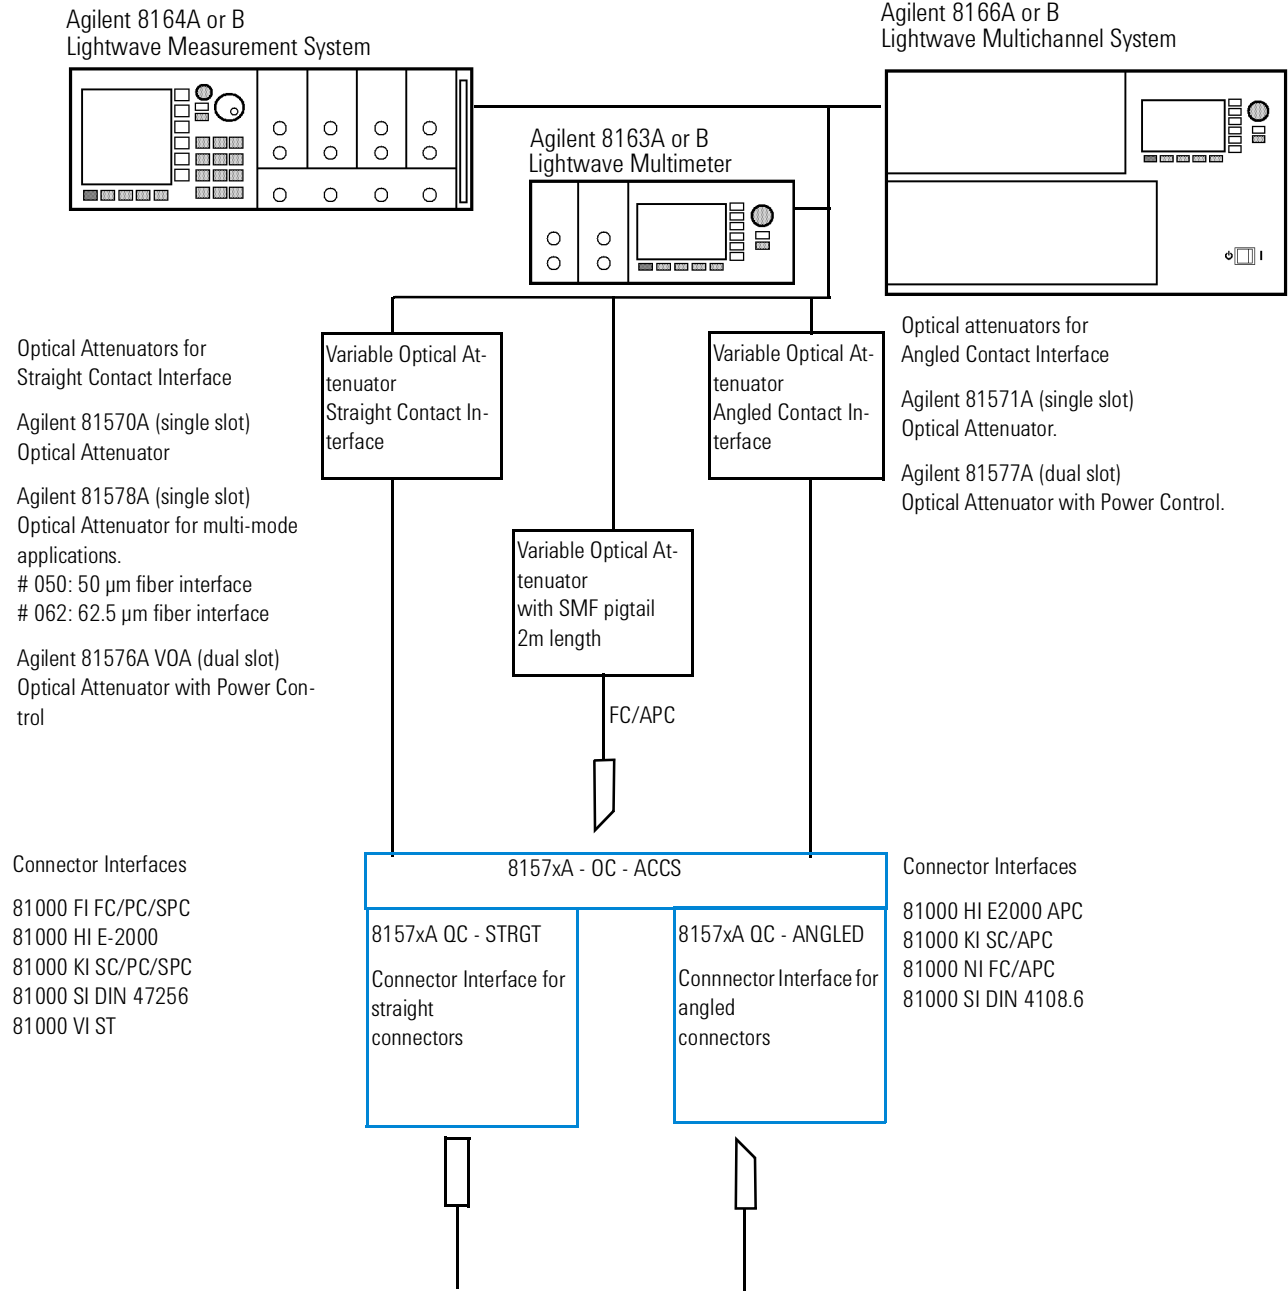 Agilent 8164A or B
Lightwave Measurement System
Agilent 8166A or B
Lightwave Multichannel System
Agilent 8163A or B
Lightwave Multimeter
Optical Attenuators for
Straight Contact Interface
Agilent 81570A (single slot)
Optical Attenuator
Agilent 81578A (single slot)
Optical Attenuator for multi-mode
applications.
# 050: 50 µm fiber interface
# 062: 62.5 µm fiber interface
Agilent 81576A VOA (dual slot)
Optical Attenuator with Power Con-
trol
Variable Optical At-
tenuator
Straight Contact In-
terface
Variable Optical At-
tenuator
with SMF pigtail
2m length
FC/APC
Variable Optical At-
tenuator
Angled Contact In-
terface
Optical attenuators for
Angled Contact Interface
Agilent 81571A (single slot)
Optical Attenuator.
Agilent 81577A (dual slot)
Optical Attenuator with Power Control.
Connector Interfaces
81000 FI FC/PC/SPC
81000 HI E-2000
81000 KI SC/PC/SPC
81000 SI DIN 47256
81000 VI ST
8157xA - OC - ACCS
8157xA OC - STRGT
Connector Interface for
straight
connectors
8157xA OC - ANGLED
Connnector Interface for
angled
connectors
Connector Interfaces
81000 HI E2000 APC
81000 KI SC/APC
81000 NI FC/APC
81000 SI DIN 4108.6